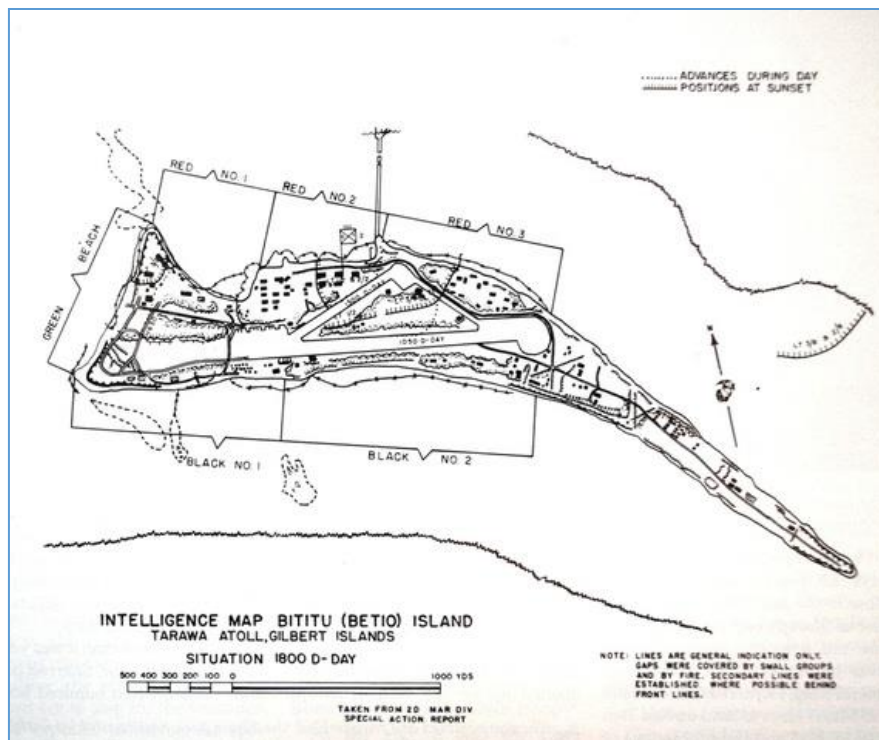 ADVANCES DURING DAY
POSITIONS AT SUNSET
RED NO. 1
RED NO. 2
RED NO. 3
GREEN BEACH
1050 D-DAY
N
BLACK NO. 1
BLACK NO. 2
INTELLIGENCE MAP BITITU (BETIO) ISLAND
TARAWA ATOLL, GILBERT ISLANDS
SITUATION 1800 D-DAY
500 400 300 200 100 0 1000 YDS
TAKEN FROM 2D MAR DIV
SPECIAL ACTION REPORT
NOTE: LINES ARE GENERAL INDICATION ONLY.
GAPS WERE COVERED BY SMALL GROUPS
AND BY FIRE. SECONDARY LINES WERE
ESTABLISHED WHERE POSSIBLE BEHIND
FRONT LINES.